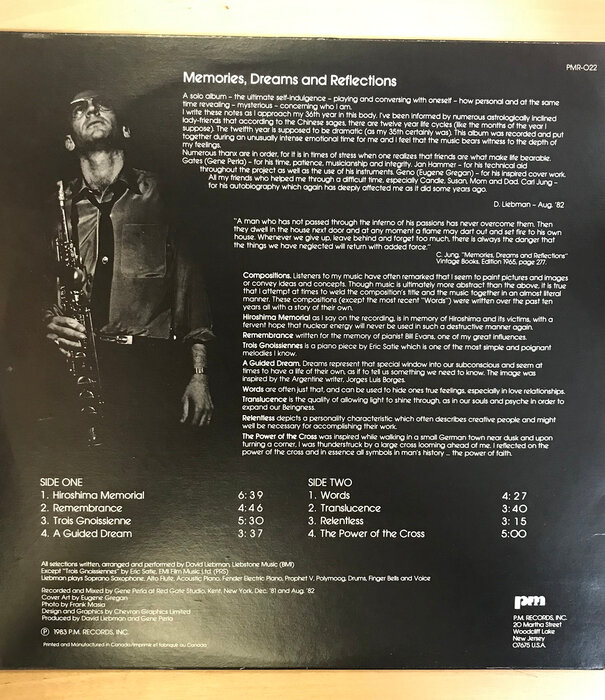 PMR-022
Memories, Dreams and Reflections
A solo album – the ultimate self-indulgence – playing and conversing with oneself – how personal and at the same
time revealing – mysterious – concerning who I am.
I write these notes as I approach my 36th year in this body. I've been informed by numerous astrologically inclined
lady-friends that according to the Chinese sages, there are twelve year life cycles (like the months of the year I
suppose). The twelfth year is supposed to be dramatic (as my 35th certainly was). This album was recorded and put
together during an unusually intense emotional time for me and I feel that the music bears witness to the depth of
my feelings.
Numerous thanx are in order, for it is in times of stress when one realizes that friends are what make life bearable.
Gates (Gene Perla) – for his time, patience, musicianship and integrity. Jan Hammer – for his technical aid
throughout the project as well as the use of his instruments. Geno (Eugene Gregan) – for his inspired cover work.
All my friends who helped me through a difficult time, especially Candie, Susan, Mom and Dad. Carl Jung –
for his autobiography which again has deeply affected me as it did some years ago.
D. Liebman – Aug. '82
"A man who has not passed through the inferno of his passions has never overcome them. Then
they dwell in the house next door and at any moment a flame may dart out and set fire to his own
house. Whenever we give up, leave behind and forget too much, there is always the danger that
the things we have neglected will return with added force."
C. Jung. "Memories, Dreams and Reflections"
Vintage Books, Edition 1965, page 277.
Compositions. Listeners to my music have often remarked that I seem to paint pictures and images
or convey ideas and concepts. Though music is ultimately more abstract than the above, it is true
that I attempt at times to weld the composition's title and the music together in an almost literal
manner. These compositions (except the most recent "Words") were written over the past ten
years all with a story of their own.
Hiroshima Memorial as I say on the recording, is in memory of Hiroshima and its victims, with a
fervent hope that nuclear energy will never be used in such a destructive manner again.
Remembrance written for the memory of pianist Bill Evans, one of my great influences.
Trois Gnoissiennes is a piano piece by Eric Satie which is one of the most simple and poignant
melodies I know.
A Guided Dream. Dreams represent that special window into our subconscious and seem at
times to have a life of their own, as if to tell us something we need to know. The image was
inspired by the Argentine writer, Jorges Luis Borges.
Words are often just that, and can be used to hide ones true feelings, especially in love relationships.
Translucence is the quality of allowing light to shine through, as in our souls and psyche in order to
expand our Beingness.
Relentless depicts a personality characteristic which often describes creative people and might
well be necessary for accomplishing their work.
The Power of the Cross was inspired while walking in a small German town near dusk and upon
turning a corner, I was thunderstruck by a large cross looming ahead of me. I reflected on the
power of the cross and in essence all symbols in man's history ... the power of faith.
SIDE ONE
1. Hiroshima Memorial 6:39
2. Remembrance 4:46
3. Trois Gnoissienne 5:30
4. A Guided Dream 3:37
SIDE TWO
1. Words 4:27
2. Translucence 3:40
3. Relentless 3:15
4. The Power of the Cross 5:00
All selections written, arranged and performed by David Liebman, Liebstone Music (BMI)
Except "Trois Gnoissiennes" by Eric Satie, EMI Film Music Ltd. (PRS)
Liebman plays Soprano Saxophone, Alto Flute, Acoustic Piano, Fender Electric Piano, Prophet V, Polymoog, Drums, Finger Bells and Voice
Recorded and Mixed by Gene Perla at Red Gate Studio, Kent, New York, Dec. '81 and Aug. '82
Cover Art by Eugene Gregan
Photo by Frank Masia
Design and Graphics by Chevron Graphics Limited
Produced by David Liebman and Gene Perla
℗ 1983 P.M. RECORDS, INC.
Printed and Manufactured in Canada/Imprimé et fabriqué au Canada
pm
P.M. RECORDS, INC.
20 Martha Street
Woodcliff Lake
New Jersey
07675 U.S.A.